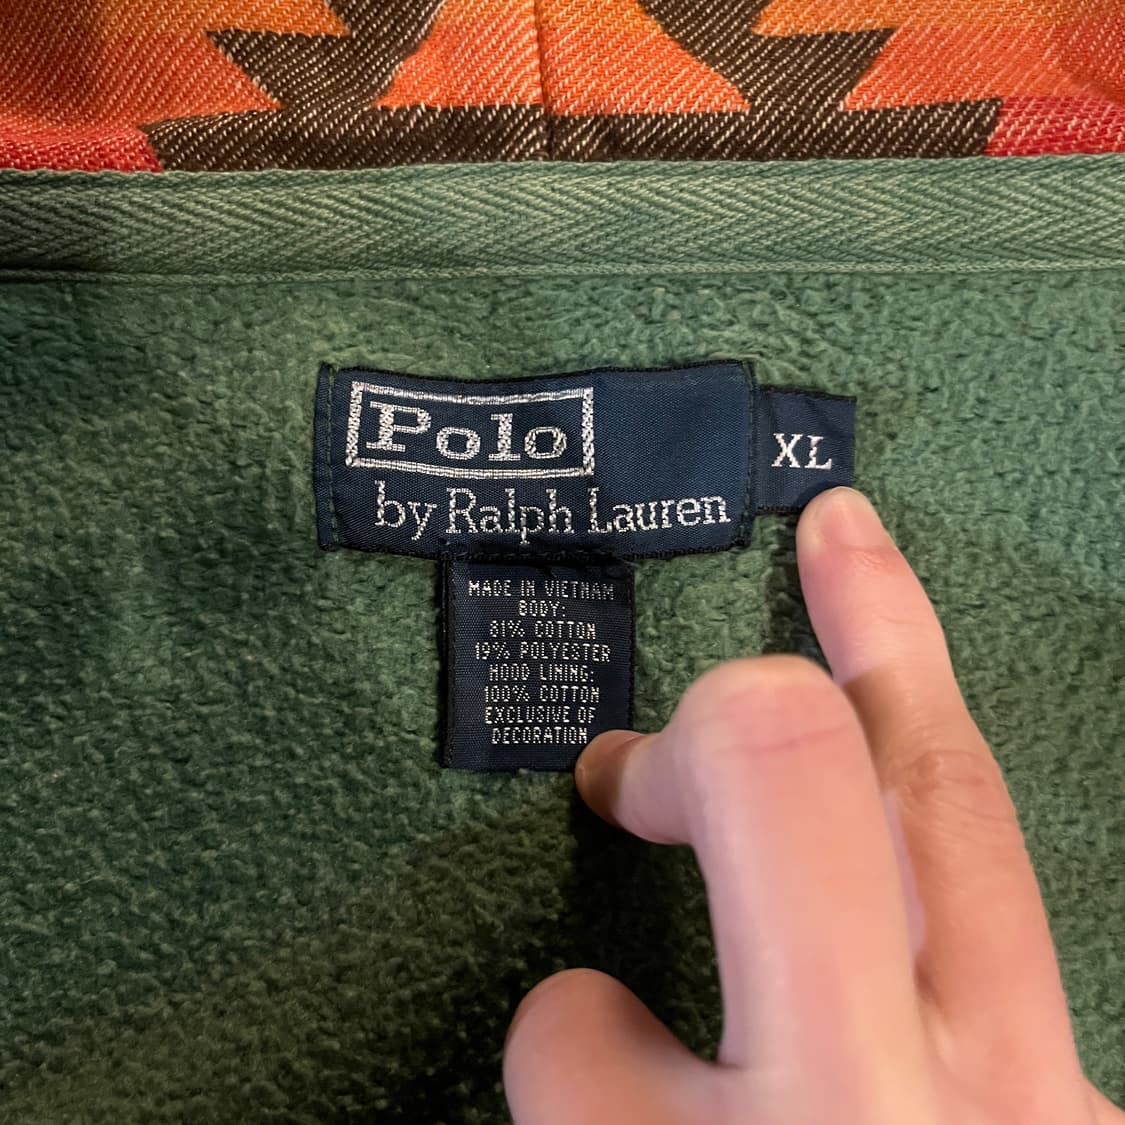 Polo
by Ralph Lauren
XL
MADE IN VIETNAM
BODY:
81% COTTON
19% POLYESTER
HOOD LINING:
100% COTTON
EXCLUSIVE OF
DECORATION